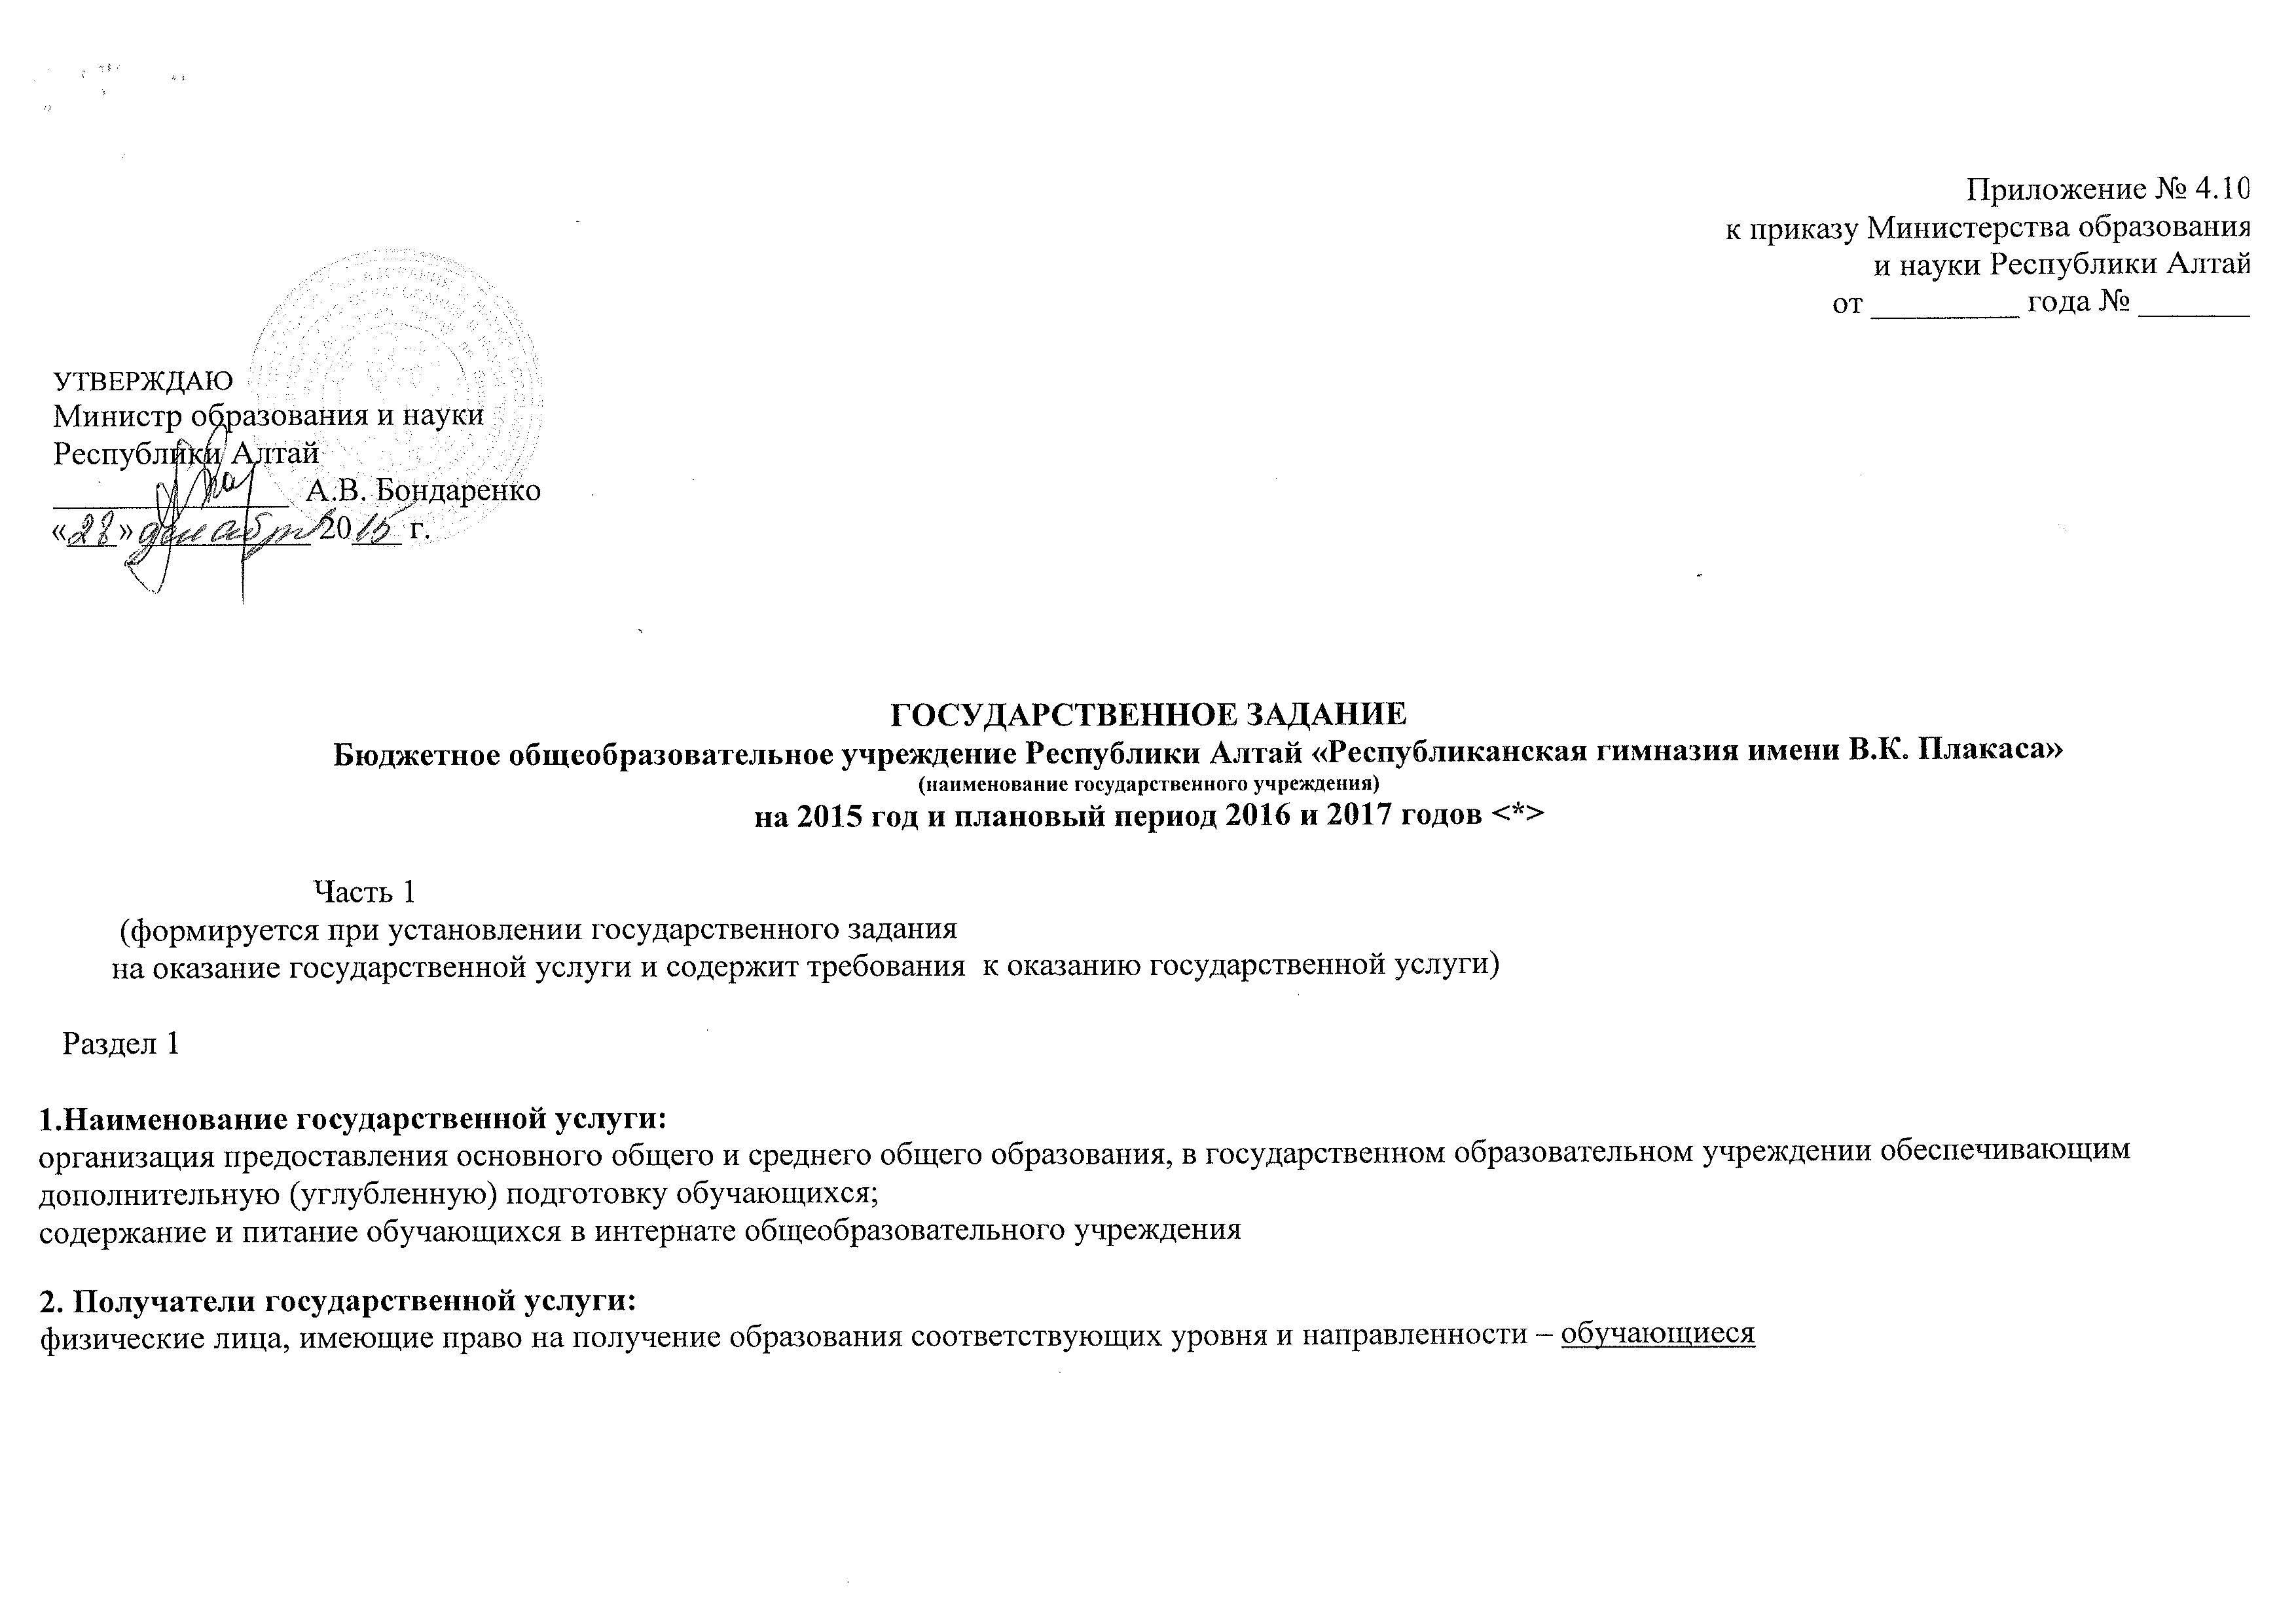 Приложение № 4.10
к приказу Министерства образования
и науки Республики Алтай
от _________ года № _______
УТВЕРЖДАЮ
Министр образования и науки
Республики Алтай
______________ А.В. Бондаренко
«28» декабря 2015 г.
ГОСУДАРСТВЕННОЕ ЗАДАНИЕ
Бюджетное общеобразовательное учреждение Республики Алтай «Республиканская гимназия имени В.К. Плакаса»
(наименование государственного учреждения)
на 2015 год и плановый период 2016 и 2017 годов <*>
Часть 1
(формируется при установлении государственного задания
на оказание государственной услуги и содержит требования к оказанию государственной услуги)
Раздел 1
1.Наименование государственной услуги:
организация предоставления основного общего и среднего общего образования, в государственном образовательном учреждении обеспечивающим
дополнительную (углубленную) подготовку обучающихся;
содержание и питание обучающихся в интернате общеобразовательного учреждения
2. Получатели государственной услуги:
физические лица, имеющие право на получение образования соответствующих уровня и направленности – обучающиеся